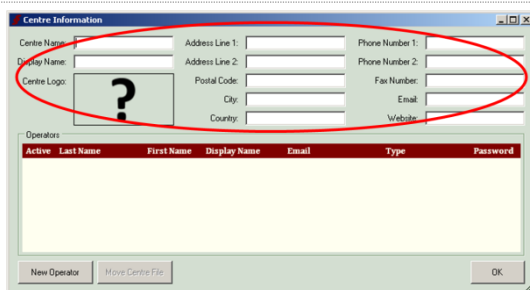 Centre Information
Centre Name: Address Line 1: Phone Number 1:
Display Name: Address Line 2: Phone Number 2:
Centre Logo: ? Postal Code: Fax Number:
City: Email:
Country: Website:
Operators
Active Last Name First Name Display Name Email Type Password
New Operator Move Centre File OK